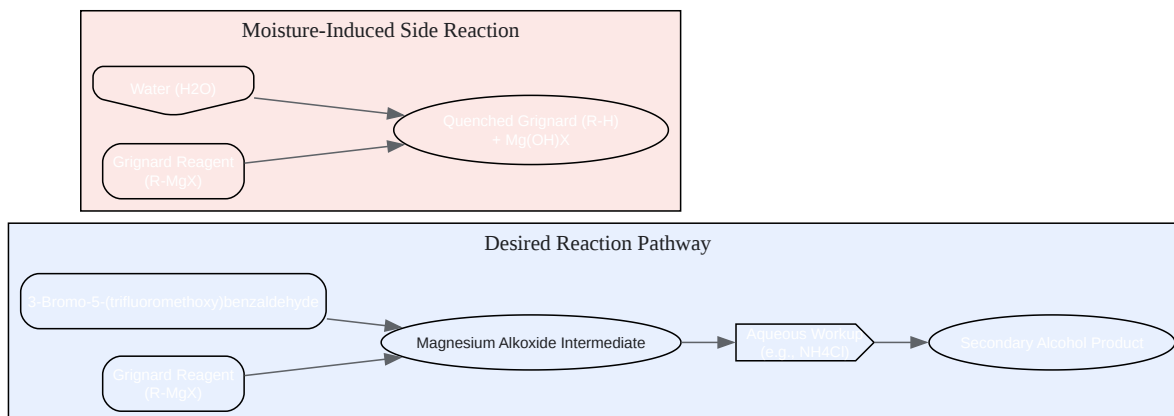 Moisture-Induced Side Reaction
Water (H2O)
Grignard Reagent
(R-MgX)
Quenched Grignard (R-H)
+ Mg(OH)X
Desired Reaction Pathway
3-Bromo-5-(trifluoromethoxy)benzaldehyde
Grignard Reagent
(R-MgX)
Magnesium Alkoxide Intermediate
Aqueous Workup
(e.g., NH4Cl)
Secondary Alcohol Product